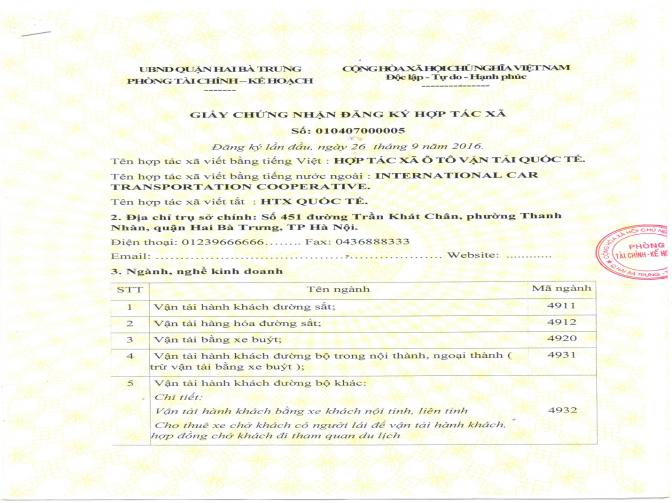 UBND QUẬN HAI BÀ TRƯNG
PHÒNG TÀI CHÍNH – KẾ HOẠCH
-------
CỘNG HÒA XÃ HỘI CHỦ NGHĨA VIỆT NAM
Độc lập - Tự do - Hạnh phúc
---------------
GIẤY CHỨNG NHẬN ĐĂNG KÝ HỢP TÁC XÃ
Số: 010407000005
Đăng ký lần đầu, ngày 26 tháng 9 năm 2016.
Tên hợp tác xã viết bằng tiếng Việt : HỢP TÁC XÃ Ô TÔ VẬN TẢI QUỐC TẾ.
Tên hợp tác xã viết bằng tiếng nước ngoài : INTERNATIONAL CAR
TRANSPORTATION COOPERATIVE.
Tên hợp tác xã viết tắt : HTX QUỐC TẾ.
2. Địa chỉ trụ sở chính: Số 451 đường Trần Khát Chân, phường Thanh
Nhàn, quận Hai Bà Trưng, TP Hà Nội.
Điện thoại: 01239666666........ Fax: 0436888333
Email: ........................................................ Website: ............
3. Ngành, nghề kinh doanh
STT Tên ngành Mã ngành
1 Vận tải hành khách đường sắt; 4911
2 Vận tải hàng hóa đường sắt; 4912
3 Vận tải bằng xe buýt; 4920
4 Vận tải hành khách đường bộ trong nội thành, ngoại thành ( 4931
trừ vận tải bằng xe buýt );
5 Vận tải hành khách đường bộ khác:
Chi tiết:
Vận tải hành khách bằng xe khách nội tỉnh, liên tỉnh 4932
Cho thuê xe chở khách có người lái để vận tải hành khách,
hợp đồng chở khách đi tham quan du lịch
CỘNG HÒA XÃ HỘI CHỦ
PHÒNG
TÀI CHÍNH - KẾ
HAI BÀ TRƯNG